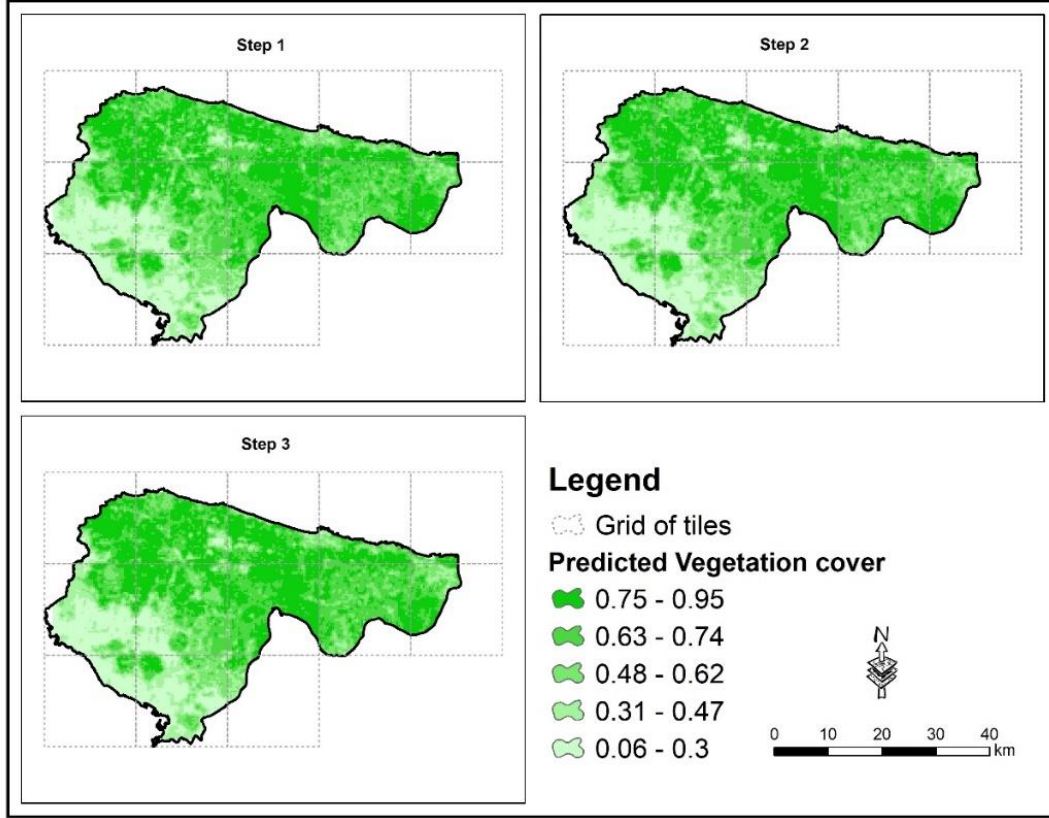 Step 1
Step 2
Step 3
Legend
Grid of tiles
Predicted Vegetation cover
0.75 - 0.95
0.63 - 0.74
0.48 - 0.62
0.31 - 0.47
0.06 - 0.3
N
0 10 20 30 40
km